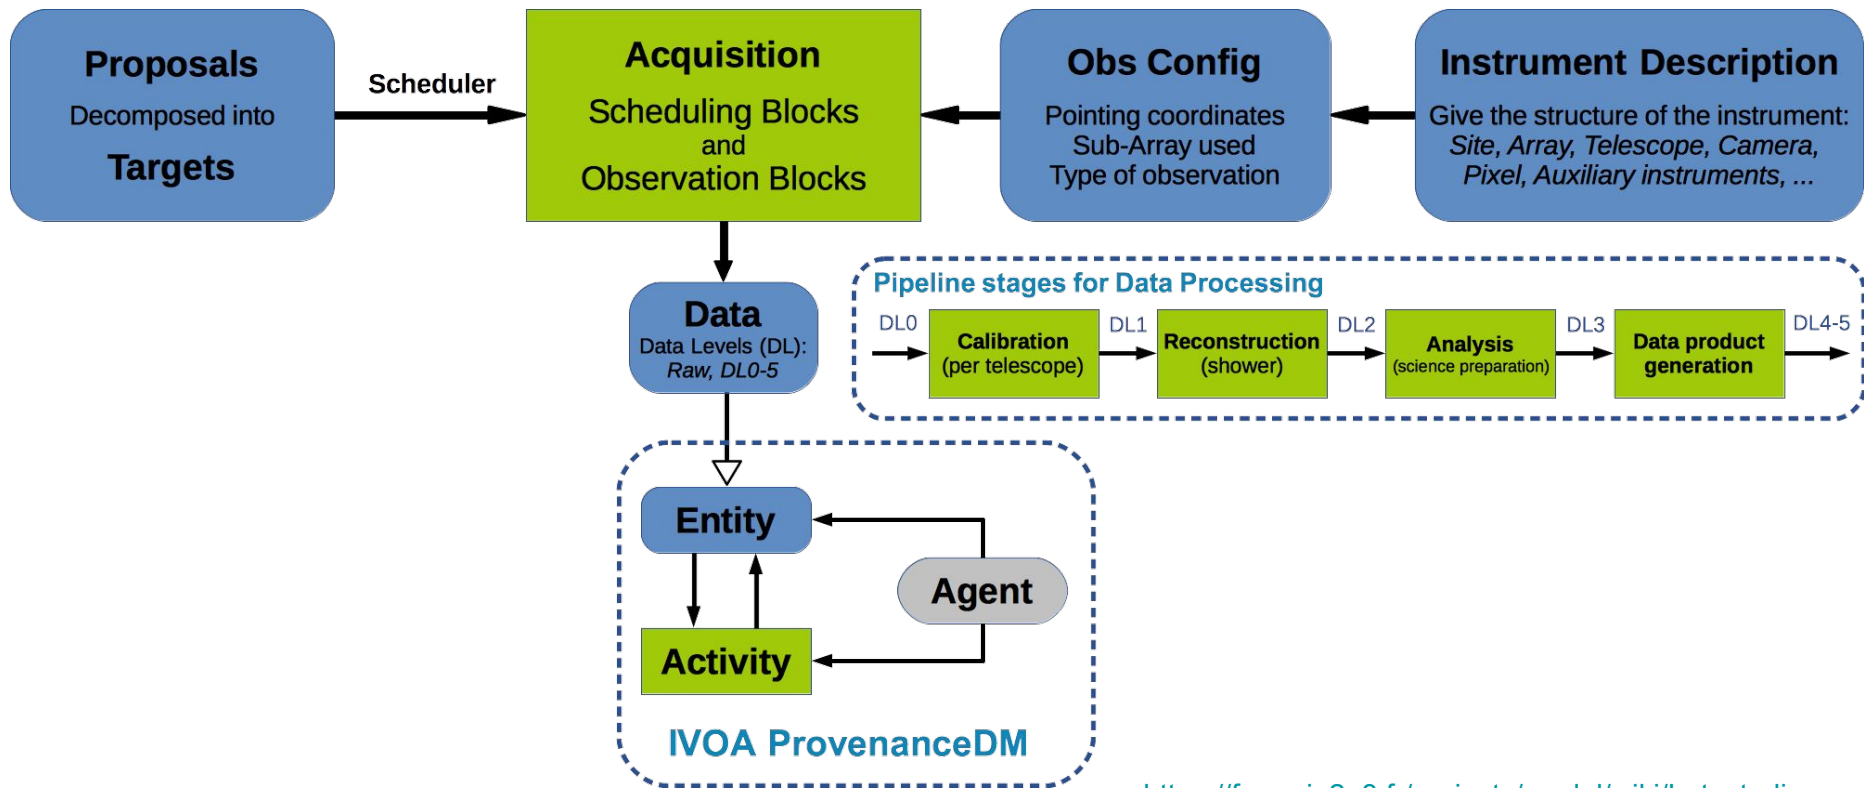 Proposals
Decomposed into
Targets
Scheduler
Acquisition
Scheduling Blocks
and
Observation Blocks
Obs Config
Pointing coordinates
Sub-Array used
Type of observation
Instrument Description
Give the structure of the instrument:
Site, Array, Telescope, Camera,
Pixel, Auxiliary instruments, ...
Data
Data Levels (DL):
Raw, DL0-5
Pipeline stages for Data Processing
DL0
Calibration
(per telescope)
DL1
Reconstruction
(shower)
DL2
Analysis
(science preparation)
DL3
Data product
generation
DL4-5
Entity
Agent
Activity
IVOA ProvenanceDM